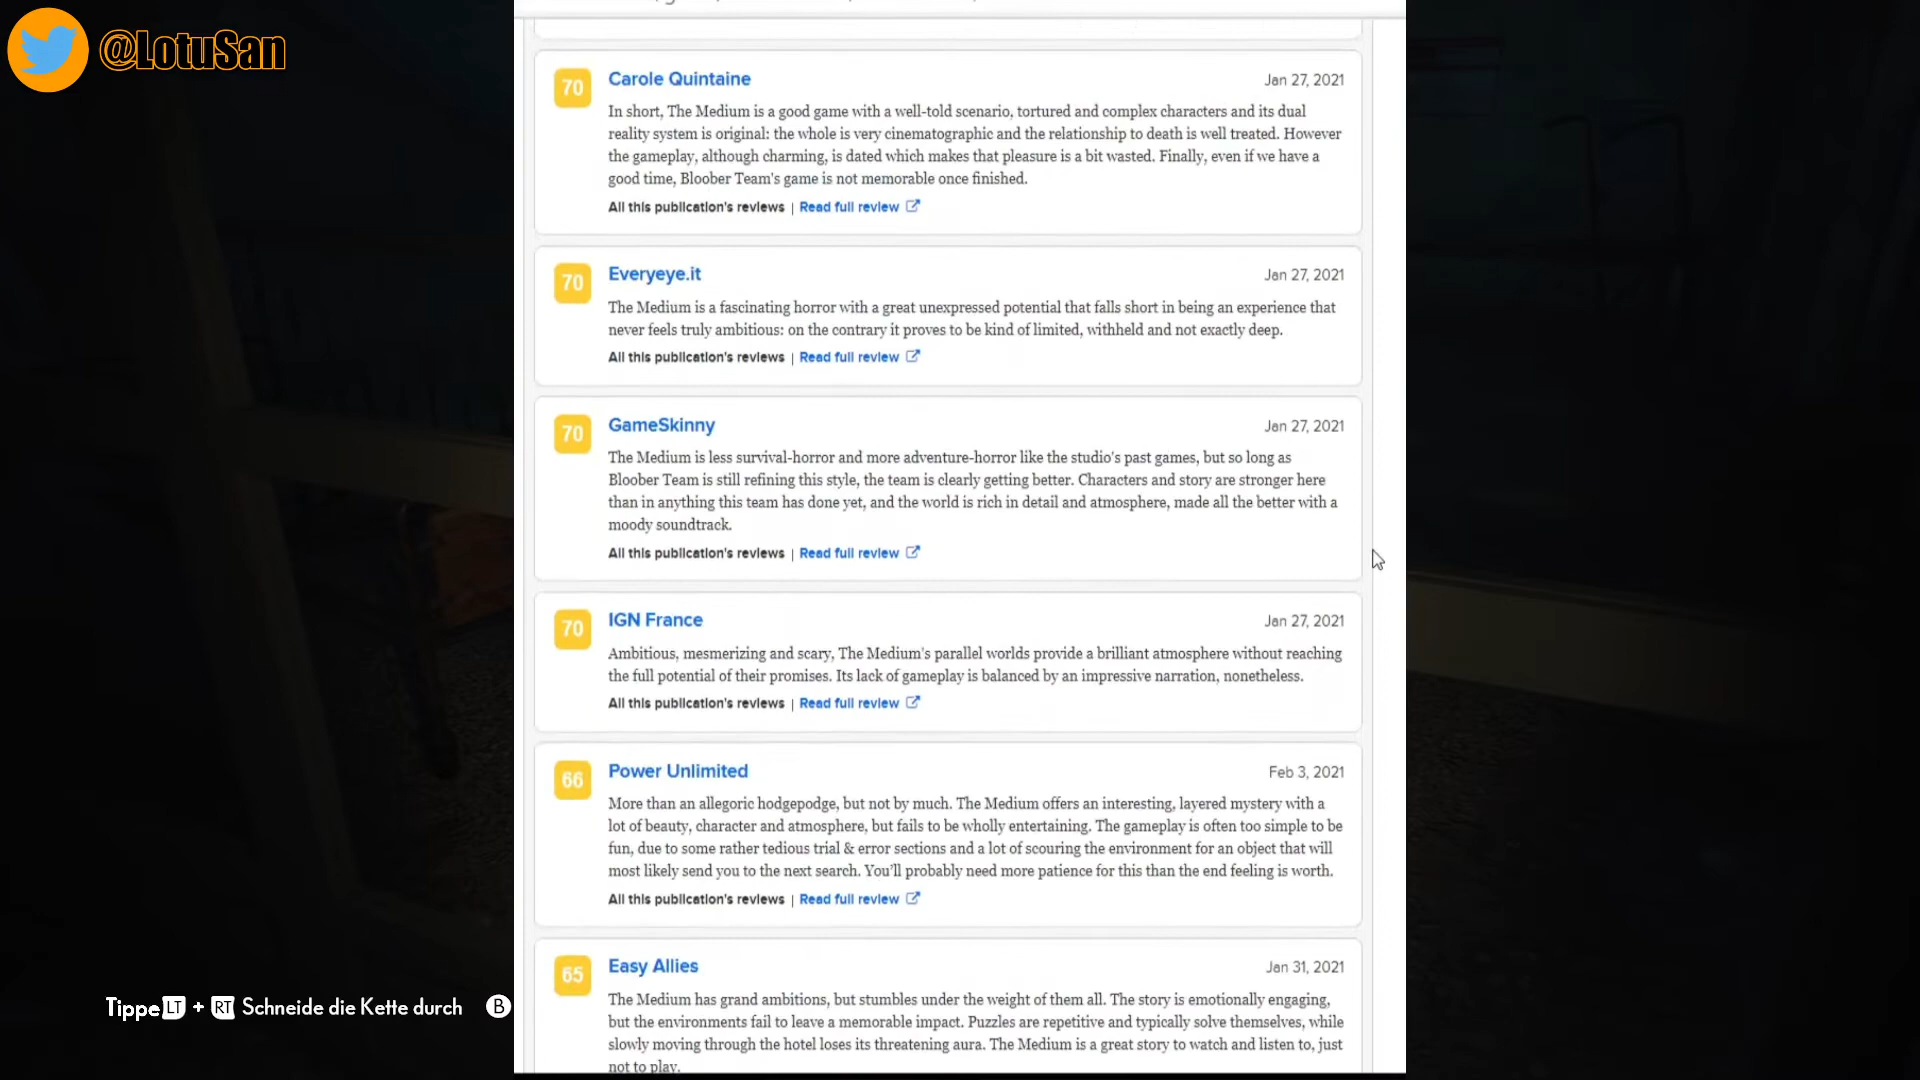 @LotuSan
70
Carole Quintaine
Jan 27, 2021
In short, The Medium is a good game with a well-told scenario, tortured and complex characters and its dual
reality system is original: the whole is very cinematographic and the relationship to death is well treated. However
the gameplay, although charming, is dated which makes that pleasure is a bit wasted. Finally, even if we have a
good time, Bloober Team's game is not memorable once finished.
All this publication's reviews | Read full review
70
Everyeye.it
Jan 27, 2021
The Medium is a fascinating horror with a great unexpressed potential that falls short in being an experience that
never feels truly ambitious: on the contrary it proves to be kind of limited, withheld and not exactly deep.
All this publication's reviews | Read full review
70
GameSkinny
Jan 27, 2021
The Medium is less survival-horror and more adventure-horror like the studio's past games, but so long as
Bloober Team is still refining this style, the team is clearly getting better. Characters and story are stronger here
than in anything this team has done yet, and the world is rich in detail and atmosphere, made all the better with a
moody soundtrack.
All this publication's reviews | Read full review
70
IGN France
Jan 27, 2021
Ambitious, mesmerizing and scary, The Medium's parallel worlds provide a brilliant atmosphere without reaching
the full potential of their promises. Its lack of gameplay is balanced by an impressive narration, nonetheless.
All this publication's reviews | Read full review
66
Power Unlimited
Feb 3, 2021
More than an allegoric hodgepodge, but not by much. The Medium offers an interesting, layered mystery with a
lot of beauty, character and atmosphere, but fails to be wholly entertaining. The gameplay is often too simple to be
fun, due to some rather tedious trial & error sections and a lot of scouring the environment for an object that will
most likely send you to the next search. You'll probably need more patience for this than the end feeling is worth.
All this publication's reviews | Read full review
65
Easy Allies
Jan 31, 2021
The Medium has grand ambitions, but stumbles under the weight of them all. The story is emotionally engaging,
but the environments fail to leave a memorable impact. Puzzles are repetitive and typically solve themselves, while
slowly moving through the hotel loses its threatening aura. The Medium is a great story to watch and listen to, just
not to play.
Tippe LT + RT Schneide die Kette durch B